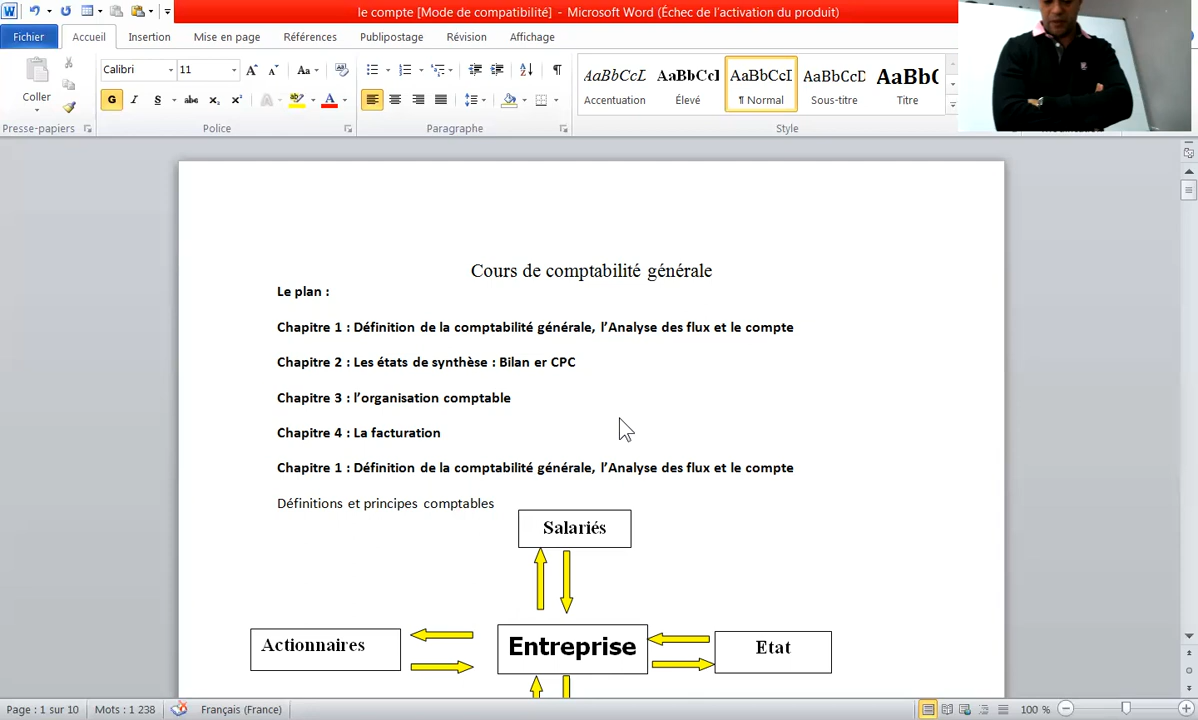 le compte [Mode de compatibilité] - Microsoft Word (Échec de l'activation du produit)
Fichier Accueil Insertion Mise en page Références Publipostage Révision Affichage
Calibri 11
Coller
G I S abc x₂ x² A A
AaBbCcL AaBbCcI AaBbCcI AaBbCcD AaBb(
Accentuation Élevé ¶ Normal Sous-titre Titre
Presse-papiers Police Paragraphe Style
Cours de comptabilité générale
Le plan :
Chapitre 1 : Définition de la comptabilité générale, l'Analyse des flux et le compte
Chapitre 2 : Les états de synthèse : Bilan er CPC
Chapitre 3 : l'organisation comptable
Chapitre 4 : La facturation
Chapitre 1 : Définition de la comptabilité générale, l'Analyse des flux et le compte
Définitions et principes comptables
Salariés
Actionnaires Entreprise Etat
Page : 1 sur 10 Mots : 1 238 Français (France) 100 %